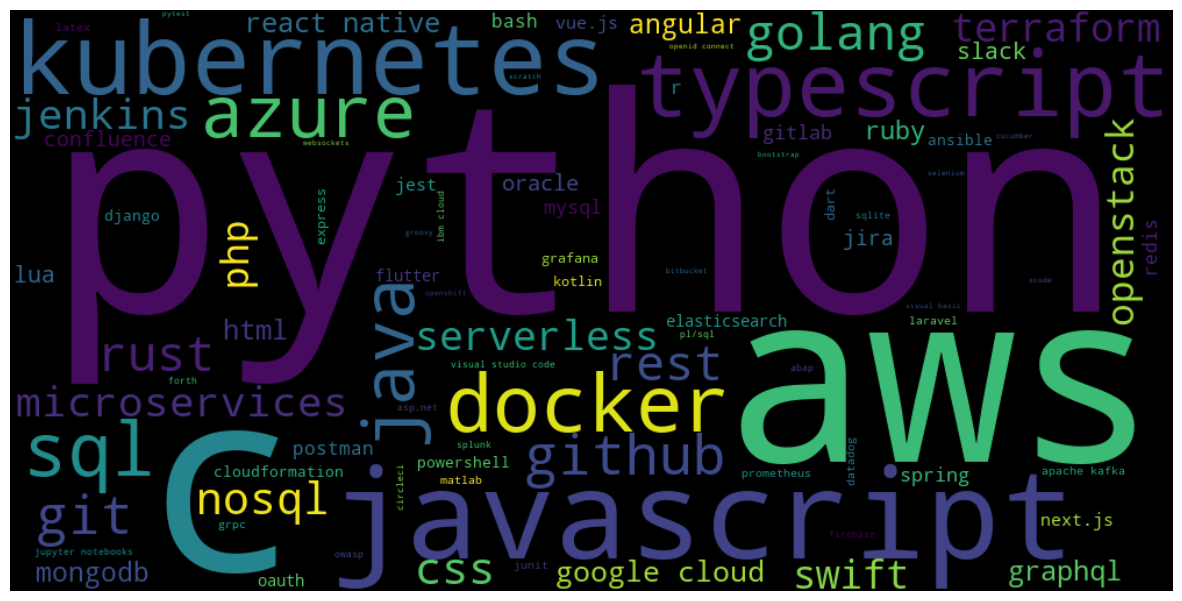 latex
pytest
react native
bash
vue.js
angular
openid connect
golang
terraform
slack
kubernetes
scratch
r
typescript
jenkins
azure
confluence
websockets
gitlab
ruby
ansible
cucumber
bootstrap
python
openstack
jest
oracle
mysql
selenium
dart
sqlite
django
express
ibm cloud
groovy
jira
redis
php
grafana
kotlin
lua
flutter
openshift
bitbucket
xcode
visual basic
html
java
serverless
elasticsearch
pl/sql
laravel
rust
rest
aws
visual studio code
forth
abap
microservices
asp.net
docker
sql
c
postman
splunk
github
datadog
cloudformation
powershell
matlab
circleci
prometheus
spring
apache kafka
nosql
javascript
git
grpc
next.js
firebase
jupyter notebooks
owasp
mongodb
oauth
css
junit
google cloud
swift
graphql